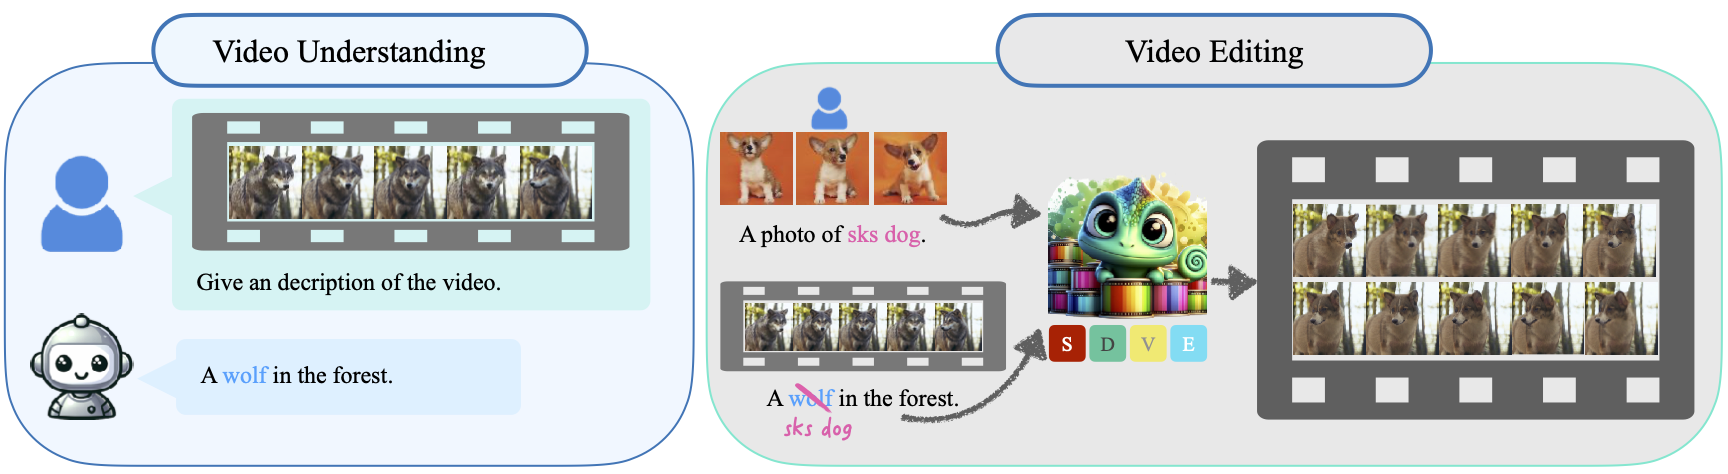 Video Understanding
Give an decription of the video.
A wolf in the forest.
Video Editing
A photo of sks dog.
A wolf in the forest.
sks dog
S D V E